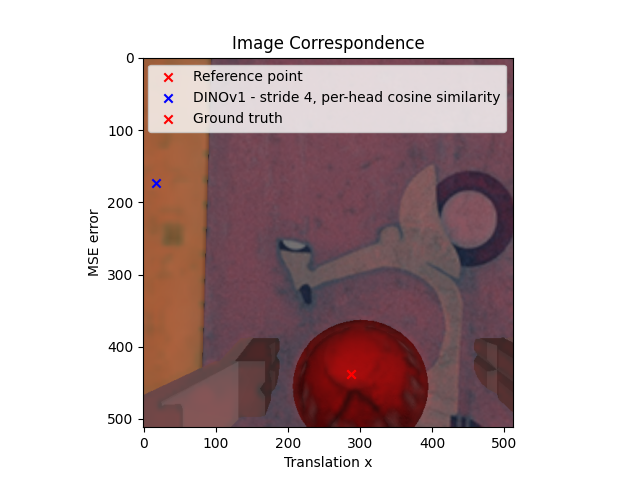 Image Correspondence
Reference point
DINOv1 - stride 4, per-head cosine similarity
Ground truth
0
100
200
300
400
500
MSE error
0
100
200
300
400
500
Translation x